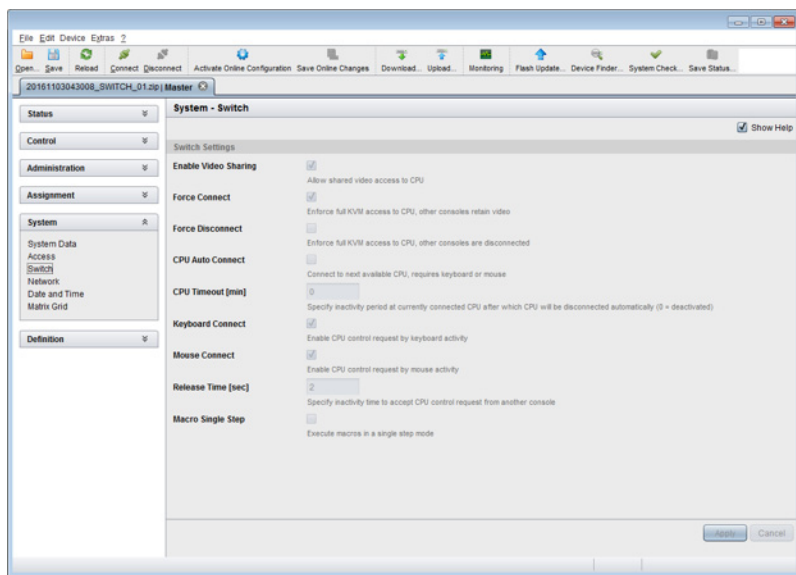 File Edit Device Extras ?
Open... Save Reload Connect Disconnect Activate Online Configuration Save Online Changes Download... Upload... Monitoring Flash Update... Device Finder... System Check... Save Status...
20161103043008_SWITCH_01.zip | Master
Status
Control
Administration
Assignment
System
System Data
Access
Switch
Network
Date and Time
Matrix Grid
Definition
System - Switch
Show Help
Switch Settings
Enable Video Sharing
Allow shared video access to CPU
Force Connect
Enforce full KVM access to CPU, other consoles retain video
Force Disconnect
Enforce full KVM access to CPU, other consoles are disconnected
CPU Auto Connect
Connect to next available CPU, requires keyboard or mouse
CPU Timeout [min] 0
Specify inactivity period at currently connected CPU after which CPU will be disconnected automatically (0 = deactivated)
Keyboard Connect
Enable CPU control request by keyboard activity
Mouse Connect
Enable CPU control request by mouse activity
Release Time [sec] 2
Specify inactivity time to accept CPU control request from another console
Macro Single Step
Execute macros in a single step mode
Apply Cancel